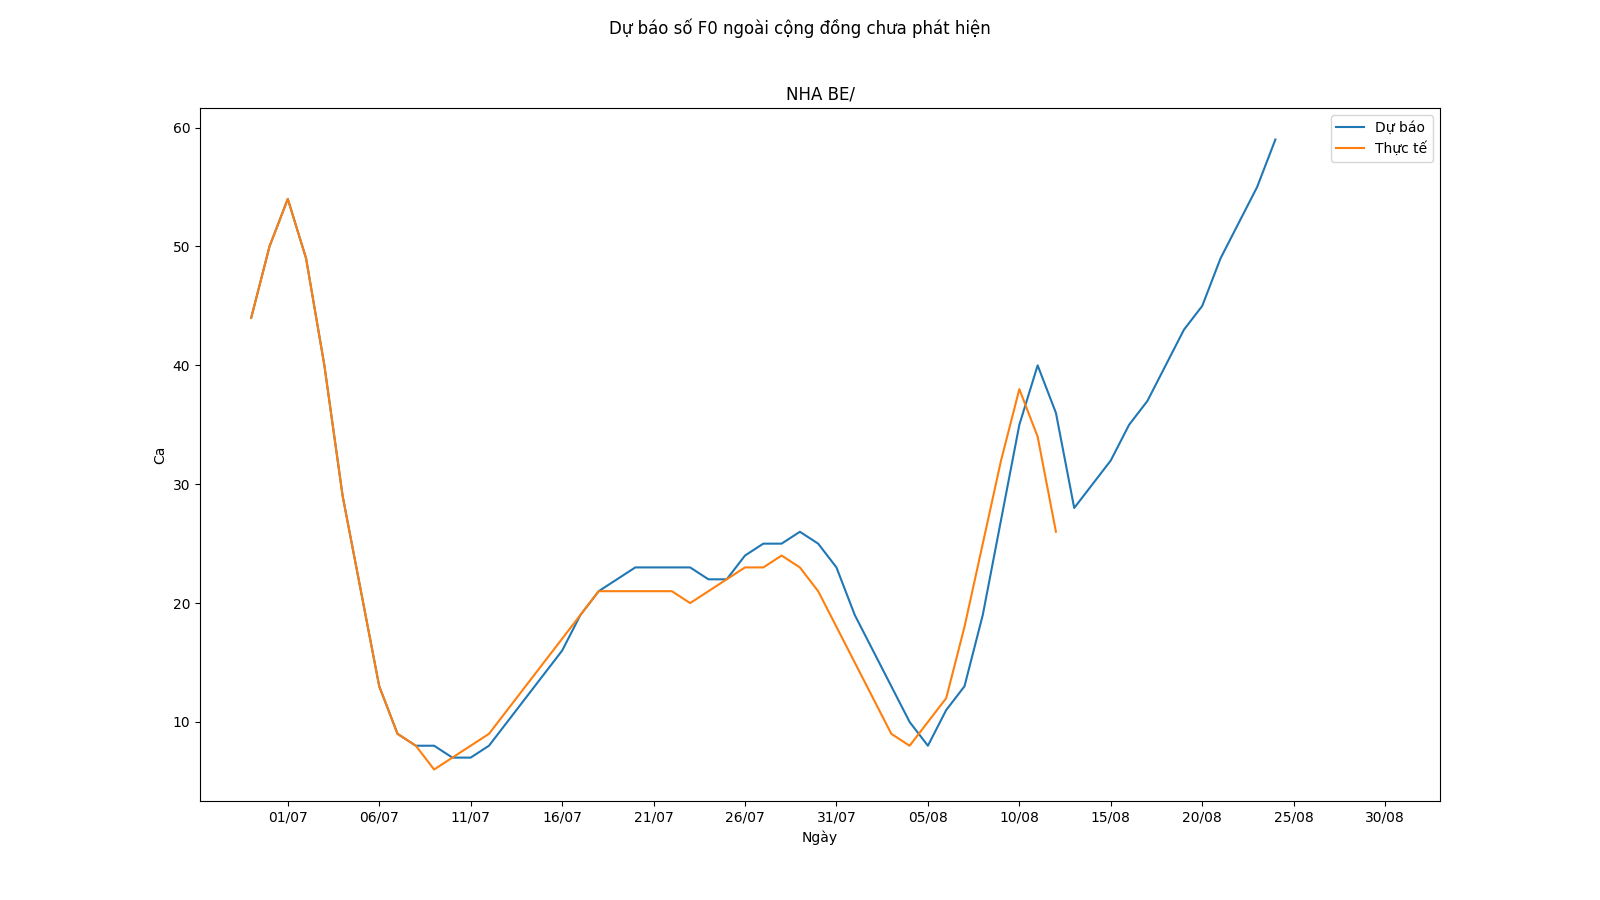 Dự báo số F0 ngoài cộng đồng chưa phát hiện
NHA BE/
Dự báo
Thực tế
60
50
40
30
20
10
Ca
01/07 06/07 11/07 16/07 21/07 26/07 31/07 05/08 10/08 15/08 20/08 25/08 30/08
Ngày